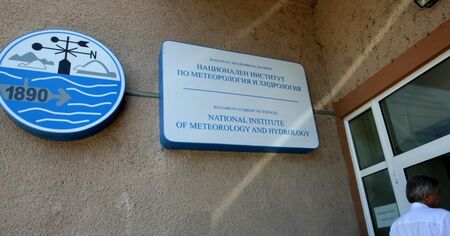 N
1890
БЪЛГАРСКА АКАДЕМИЯ НА НАУКИТЕ
НАЦИОНАЛЕН ИНСТИТУТ
ПО МЕТЕОРОЛОГИЯ И ХИДРОЛОГИЯ
BULGARIAN ACADEMY OF SCIENCES
NATIONAL INSTITUTE
OF METEOROLOGY AND HYDROLOGY